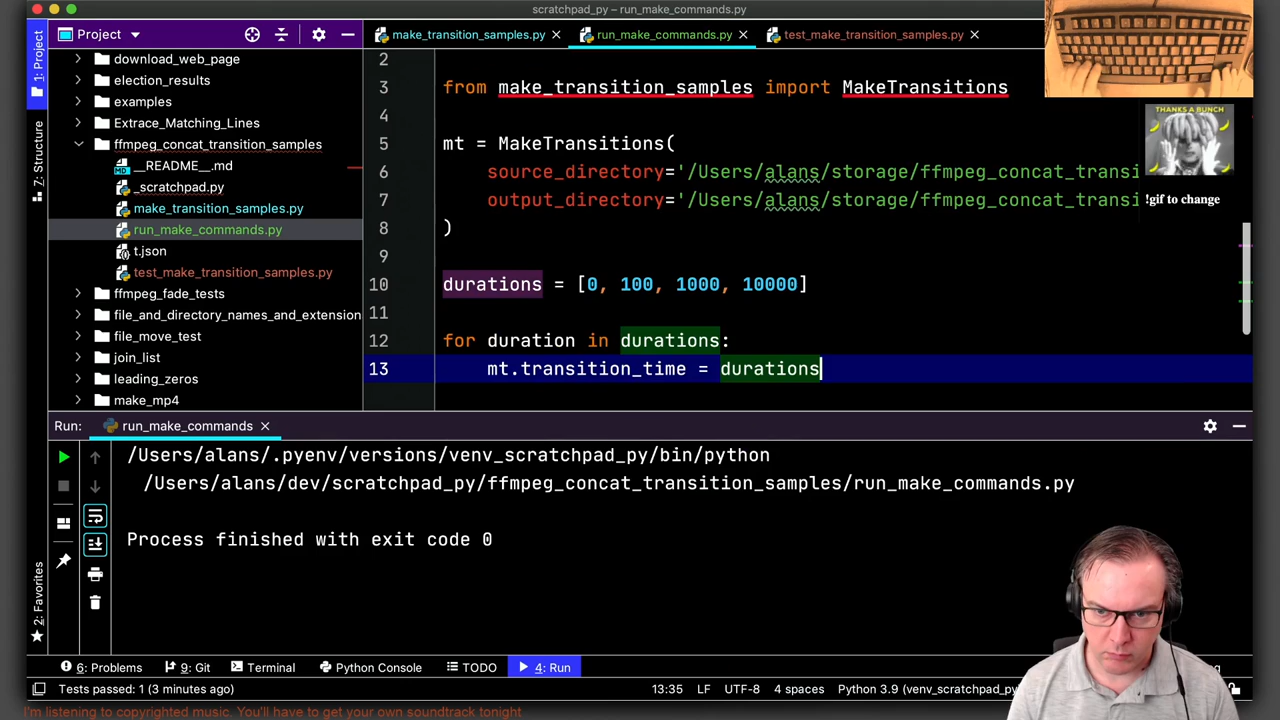 scratchpad_py – run_make_commands.py
Project
make_transition_samples.py
run_make_commands.py
test_make_transition_samples.py
1: Project
7: Structure
2: Favorites
download_web_page
election_results
examples
Extrace_Matching_Lines
ffmpeg_concat_transition_samples
__README__.md
_scratchpad.py
make_transition_samples.py
run_make_commands.py
t.json
test_make_transition_samples.py
ffmpeg_fade_tests
file_and_directory_names_and_extension
file_move_test
join_list
leading_zeros
make_mp4
2
3 from make_transition_samples import MakeTransitions
4
5 mt = MakeTransitions(
6 source_directory='/Users/alans/storage/ffmpeg_concat_transi
7 output_directory='/Users/alans/storage/ffmpeg_concat_transi
8 )
9
10 durations = [0, 100, 1000, 10000]
11
12 for duration in durations:
13 mt.transition_time = durations
THANKS A BUNCH
!gif to change
Run: run_make_commands
/Users/alans/.pyenv/versions/venv_scratchpad_py/bin/python
/Users/alans/dev/scratchpad_py/ffmpeg_concat_transition_samples/run_make_commands.py
Process finished with exit code 0
6: Problems
9: Git
Terminal
Python Console
TODO
4: Run
Tests passed: 1 (3 minutes ago)
13:35 LF UTF-8 4 spaces Python 3.9 (venv_scratchpad_py)
I'm listening to copyrighted music. You'll have to get your own soundtrack tonight